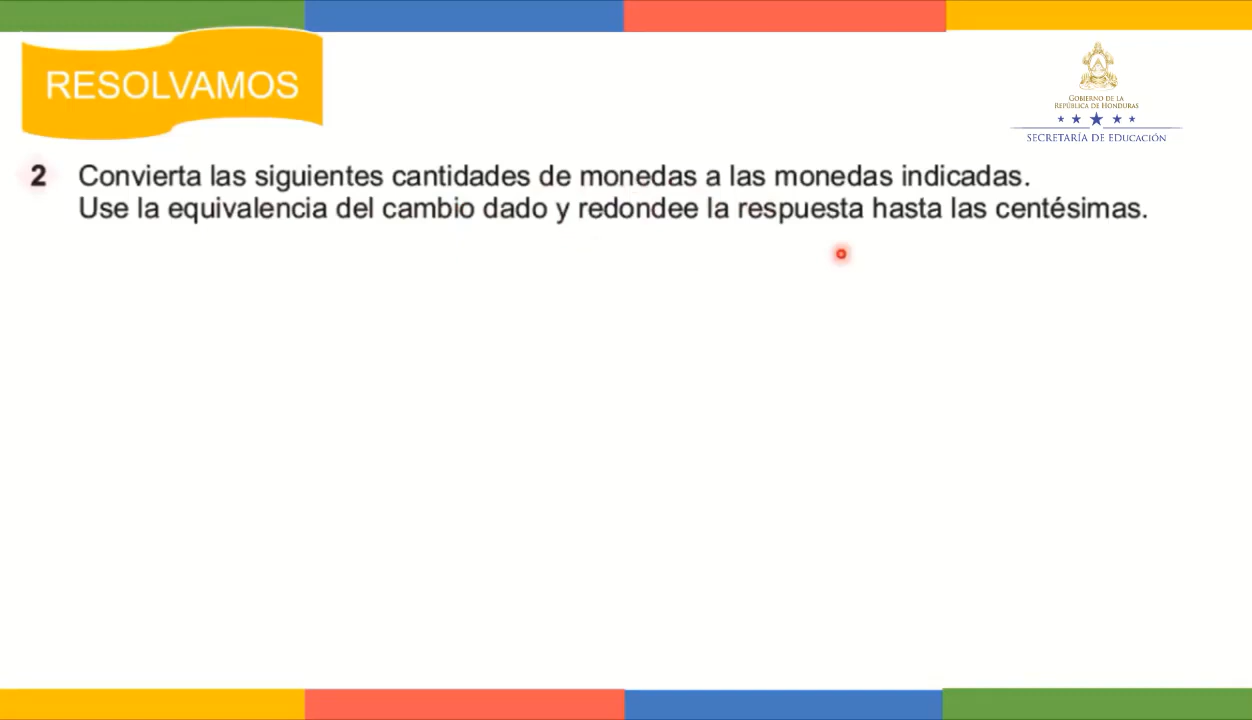 RESOLVAMOS
GOBIERNO DE LA
REPÚBLICA DE HONDURAS
SECRETARÍA DE EDUCACIÓN
2 Convierta las siguientes cantidades de monedas a las monedas indicadas.
Use la equivalencia del cambio dado y redondee la respuesta hasta las centésimas.